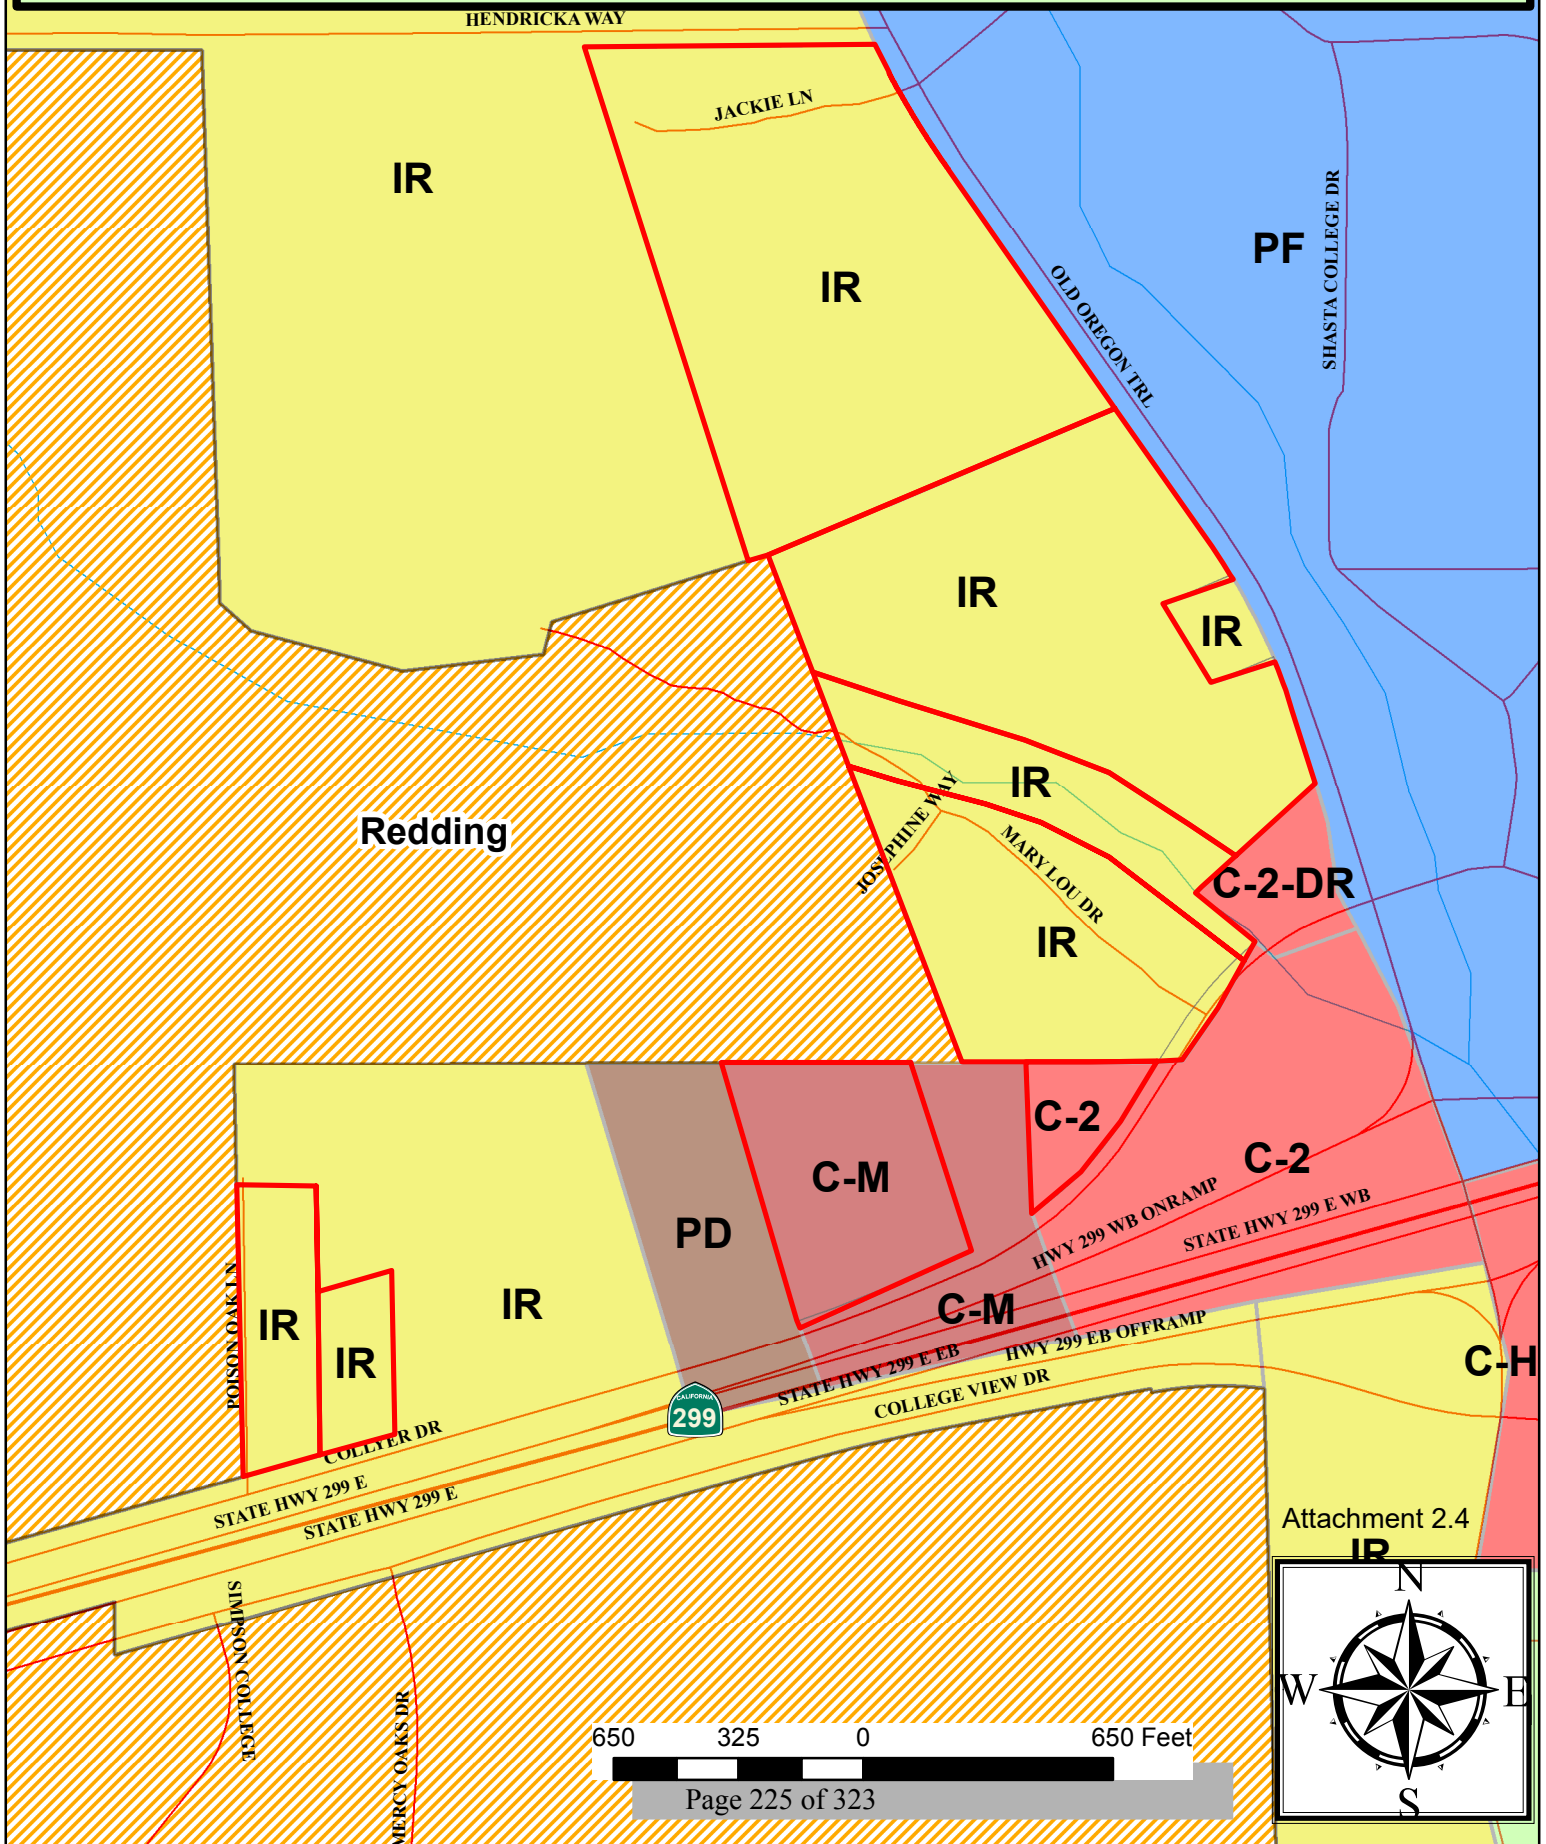 HENDRICKA WAY
JACKIE LN
IR
IR
PF
SHASTA COLLEGE DR
OLD OREGON TRL
IR
IR
IR
JOSEPHINE WAY
Redding
MARY LOU DR
C-2-DR
IR
C-2
C-2
C-M
PD
HWY 299 WB ONRAMP
STATE HWY 299 E WB
POISON OAK LN
IR
IR
IR
C-M
HWY 299 EB OFFRAMP
STATE HWY 299 E EB
C-H
COLLEGE VIEW DR
CALIFORNIA
299
COLLYER DR
STATE HWY 299 E
STATE HWY 299 E
Attachment 2.4
IR
SIMPSON COLLEGE
MERCY OAKS DR
N
W E
S
650 325 0 650 Feet
Page 225 of 323